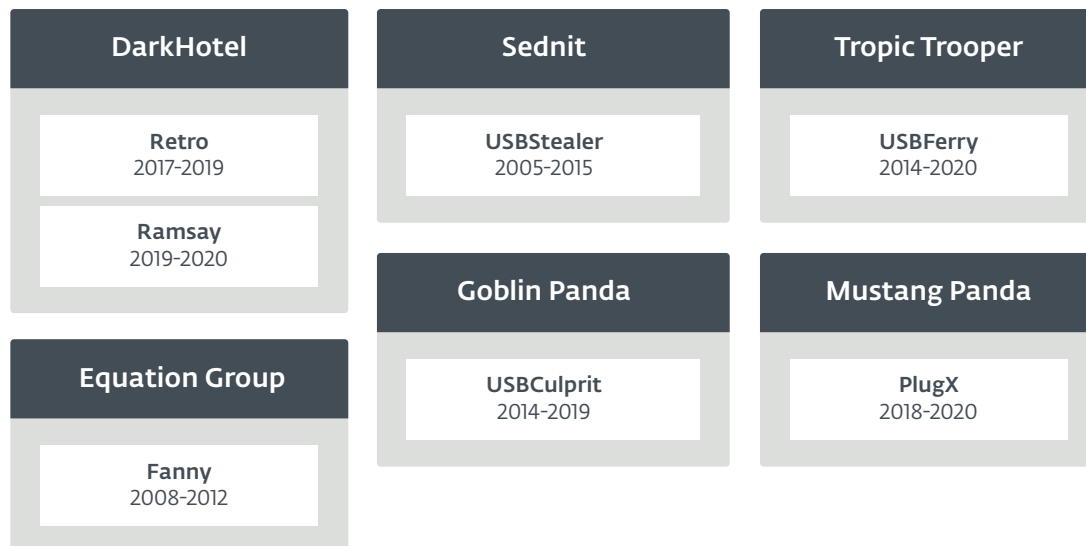 DarkHotel
Retro
2017-2019
Ramsay
2019-2020
Equation Group
Fanny
2008-2012
Sednit
USBStealer
2005-2015
Goblin Panda
USBCulprit
2014-2019
Tropic Trooper
USBFerry
2014-2020
Mustang Panda
PlugX
2018-2020